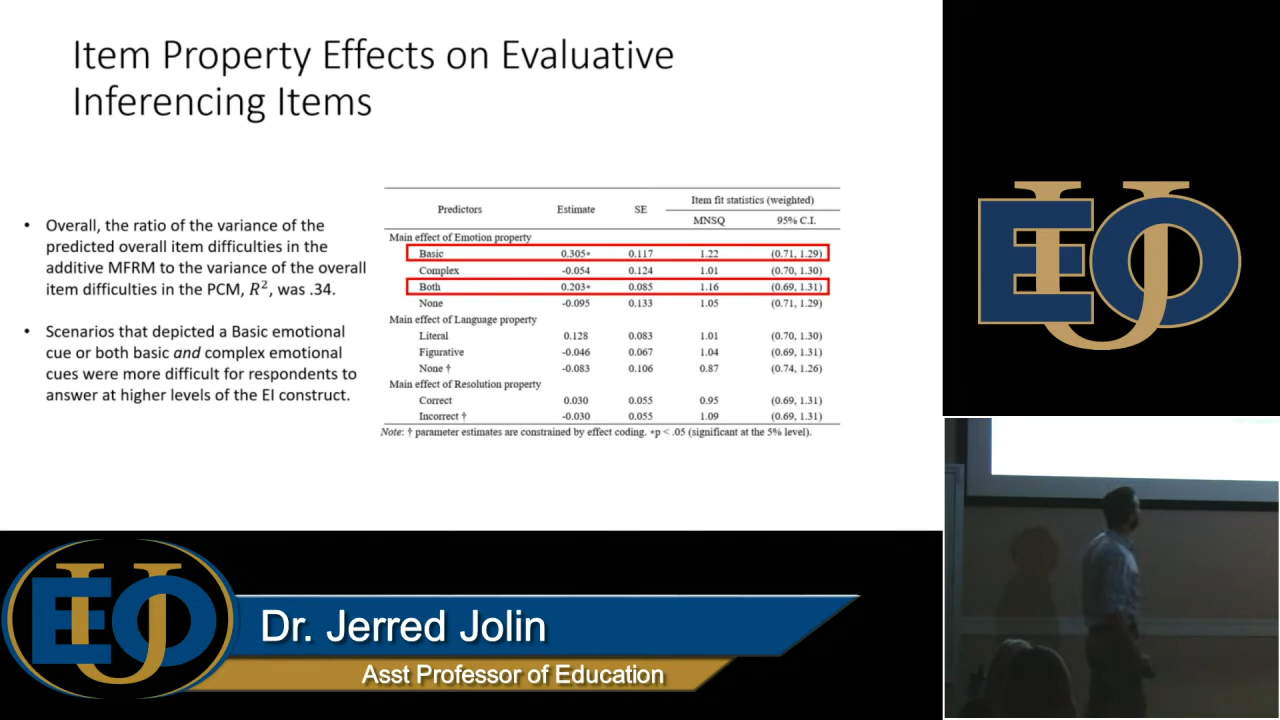 Item Property Effects on Evaluative
Inferencing Items
• Overall, the ratio of the variance of the
predicted overall item difficulties in the
additive MFRM to the variance of the overall
item difficulties in the PCM, R², was .34.
• Scenarios that depicted a Basic emotional
cue or both basic and complex emotional
cues were more difficult for respondents to
answer at higher levels of the EI construct.
Predictors Estimate SE Item fit statistics (weighted)
MNSQ 95% C.I.
Main effect of Emotion property
Basic 0.305* 0.117 1.22 (0.71, 1.29)
Complex -0.054 0.124 1.01 (0.70, 1.30)
Both 0.203* 0.085 1.16 (0.69, 1.31)
None -0.095 0.133 1.05 (0.71, 1.29)
Main effect of Language property
Literal 0.128 0.083 1.01 (0.70, 1.30)
Figurative -0.046 0.067 1.04 (0.69, 1.31)
None † -0.083 0.106 0.87 (0.74, 1.26)
Main effect of Resolution property
Correct 0.030 0.055 0.95 (0.69, 1.31)
Incorrect † -0.030 0.055 1.09 (0.69, 1.31)
Note: † parameter estimates are constrained by effect coding. *p < .05 (significant at the 5% level).
EOU
EOU
Dr. Jerred Jolin
Asst Professor of Education